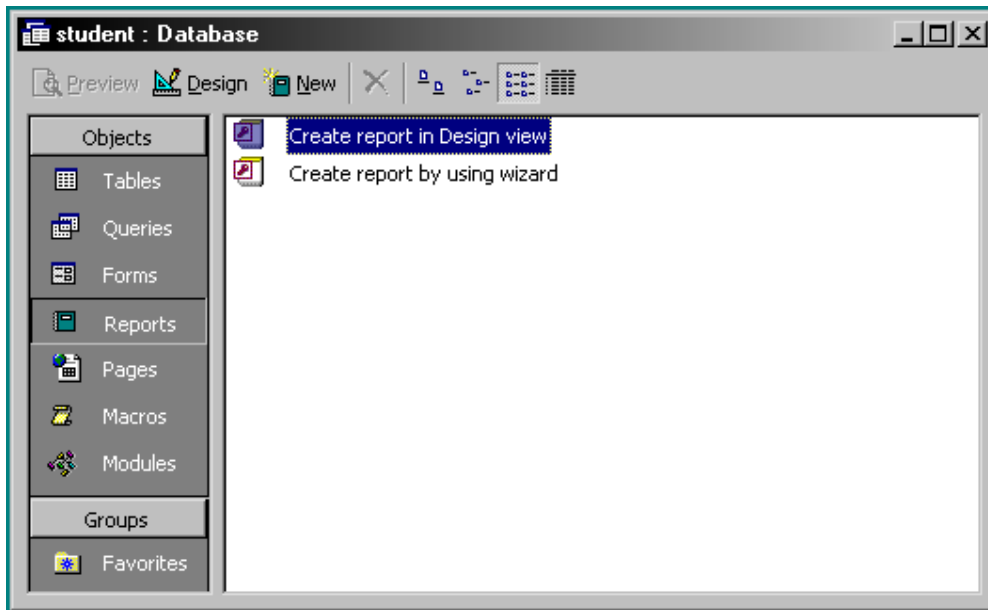 student : Database
Preview Design New
Objects
Tables
Queries
Forms
Reports
Pages
Macros
Modules
Groups
Favorites
Create report in Design view
Create report by using wizard